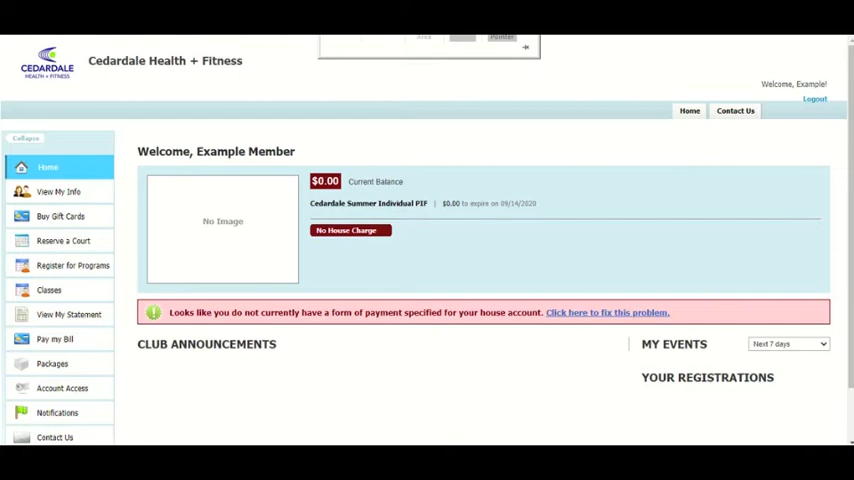 Area
Pointer
CEDARDALE
HEALTH + FITNESS
Cedardale Health + Fitness
Welcome, Example!
Logout
Home
Contact Us
Collapse
Home
View My Info
Buy Gift Cards
Reserve a Court
Register for Programs
Classes
View My Statement
Pay my Bill
Packages
Account Access
Notifications
Contact Us
Welcome, Example Member
No Image
$0.00 Current Balance
Cedardale Summer Individual PIF | $0.00 to expire on 09/14/2020
No House Charge
Looks like you do not currently have a form of payment specified for your house account. Click here to fix this problem.
CLUB ANNOUNCEMENTS
MY EVENTS
Next 7 days
YOUR REGISTRATIONS